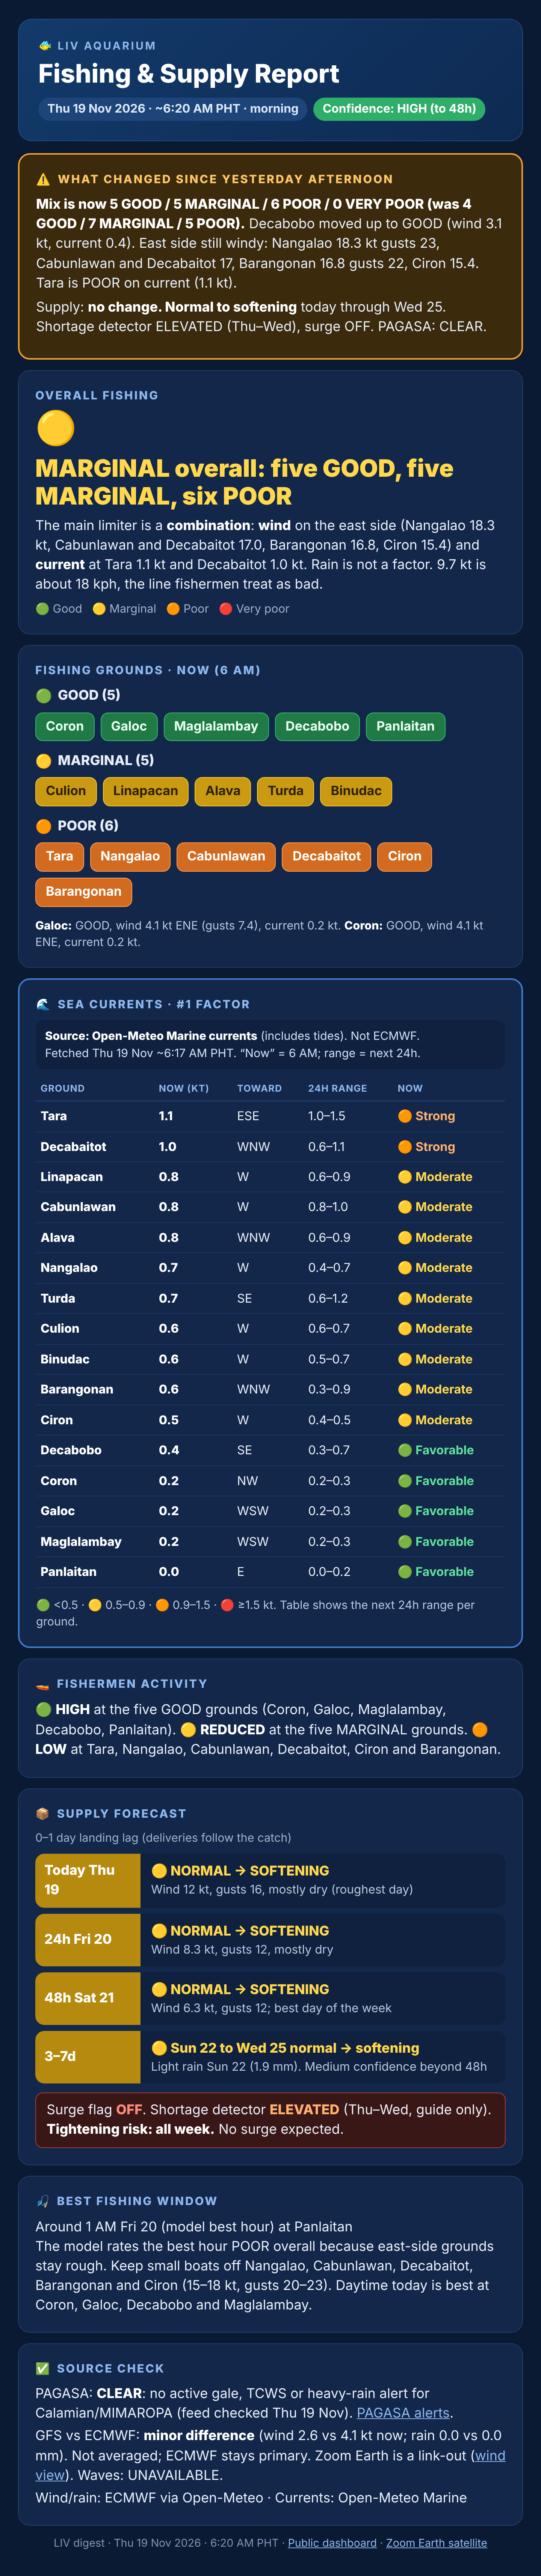 LIV AQUARIUM
Fishing & Supply Report
Thu 19 Nov 2026 · ~6:20 AM PHT · morning Confidence: HIGH (to 48h)
⚠️ WHAT CHANGED SINCE YESTERDAY AFTERNOON
Mix is now 5 GOOD / 5 MARGINAL / 6 POOR / 0 VERY POOR (was 4
GOOD / 7 MARGINAL / 5 POOR). Decabobo moved up to GOOD (wind 3.1
kt, current 0.4). East side still windy: Nangalao 18.3 kt gusts 23,
Cabunlawan and Decabaitot 17, Barangonan 16.8 gusts 22, Ciron 15.4.
Tara is POOR on current (1.1 kt).
Supply: no change. Normal to softening today through Wed 25.
Shortage detector ELEVATED (Thu–Wed), surge OFF. PAGASA: CLEAR.
OVERALL FISHING
MARGINAL overall: five GOOD, five
MARGINAL, six POOR
The main limiter is a combination: wind on the east side (Nangalao 18.3
kt, Cabunlawan and Decabaitot 17.0, Barangonan 16.8, Ciron 15.4) and
current at Tara 1.1 kt and Decabaitot 1.0 kt. Rain is not a factor. 9.7 kt is
about 18 kph, the line fishermen treat as bad.
🟢 Good 🟡 Marginal 🟠 Poor 🔴 Very poor
FISHING GROUNDS · NOW (6 AM)
🟢 GOOD (5)
Coron Galoc Maglalambay Decabobo Panlaitan
🟡 MARGINAL (5)
Culion Linapacan Alava Turda Binudac
🟠 POOR (6)
Tara Nangalao Cabunlawan Decabaitot Ciron
Barangonan
Galoc: GOOD, wind 4.1 kt ENE (gusts 7.4), current 0.2 kt. Coron: GOOD, wind 4.1 kt
ENE, current 0.2 kt.
🌊 SEA CURRENTS · #1 FACTOR
Source: Open-Meteo Marine currents (includes tides). Not ECMWF.
Fetched Thu 19 Nov ~6:17 AM PHT. “Now” = 6 AM; range = next 24h.
GROUND NOW (KT) TOWARD 24H RANGE NOW
Tara 1.1 ESE 1.0–1.5 🟠 Strong
Decabaitot 1.0 WNW 0.6–1.1 🟠 Strong
Linapacan 0.8 W 0.6–0.9 🟡 Moderate
Cabunlawan 0.8 W 0.8–1.0 🟡 Moderate
Alava 0.8 WNW 0.6–0.9 🟡 Moderate
Nangalao 0.7 W 0.4–0.7 🟡 Moderate
Turda 0.7 SE 0.6–1.2 🟡 Moderate
Culion 0.6 W 0.6–0.7 🟡 Moderate
Binudac 0.6 W 0.5–0.7 🟡 Moderate
Barangonan 0.6 WNW 0.3–0.9 🟡 Moderate
Ciron 0.5 W 0.4–0.5 🟡 Moderate
Decabobo 0.4 SE 0.3–0.7 🟢 Favorable
Coron 0.2 NW 0.2–0.3 🟢 Favorable
Galoc 0.2 WSW 0.2–0.3 🟢 Favorable
Maglalambay 0.2 WSW 0.2–0.3 🟢 Favorable
Panlaitan 0.0 E 0.0–0.2 🟢 Favorable
🟢 <0.5 · 🟡 0.5–0.9 · 🟠 0.9–1.5 · 🔴 ≥1.5 kt. Table shows the next 24h range per
ground.
FISHERMEN ACTIVITY
🟢 HIGH at the five GOOD grounds (Coron, Galoc, Maglalambay,
Decabobo, Panlaitan). 🟡 REDUCED at the five MARGINAL grounds. 🟠
LOW at Tara, Nangalao, Cabunlawan, Decabaitot, Ciron and Barangonan.
📦 SUPPLY FORECAST
0–1 day landing lag (deliveries follow the catch)
Today Thu
19
🟡 NORMAL → SOFTENING
Wind 12 kt, gusts 16, mostly dry (roughest day)
24h Fri 20
🟡 NORMAL → SOFTENING
Wind 8.3 kt, gusts 12, mostly dry
48h Sat 21
🟡 NORMAL → SOFTENING
Wind 6.3 kt, gusts 12; best day of the week
3–7d
🟡 Sun 22 to Wed 25 normal → softening
Light rain Sun 22 (1.9 mm). Medium confidence beyond 48h
Surge flag OFF. Shortage detector ELEVATED (Thu–Wed, guide only).
Tightening risk: all week. No surge expected.
🎣 BEST FISHING WINDOW
Around 1 AM Fri 20 (model best hour) at Panlaitan
The model rates the best hour POOR overall because east-side grounds
stay rough. Keep small boats off Nangalao, Cabunlawan, Decabaitot,
Barangonan and Ciron (15–18 kt, gusts 20–23). Daytime today is best at
Coron, Galoc, Decabobo and Maglalambay.
✅ SOURCE CHECK
PAGASA: CLEAR: no active gale, TCWS or heavy-rain alert for
Calamian/MIMAROPA (feed checked Thu 19 Nov). PAGASA alerts.
GFS vs ECMWF: minor difference (wind 2.6 vs 4.1 kt now; rain 0.0 vs 0.0
mm). Not averaged; ECMWF stays primary. Zoom Earth is a link-out (wind
view). Waves: UNAVAILABLE.
Wind/rain: ECMWF via Open-Meteo · Currents: Open-Meteo Marine
LIV digest · Thu 19 Nov 2026 · 6:20 AM PHT · Public dashboard · Zoom Earth satellite